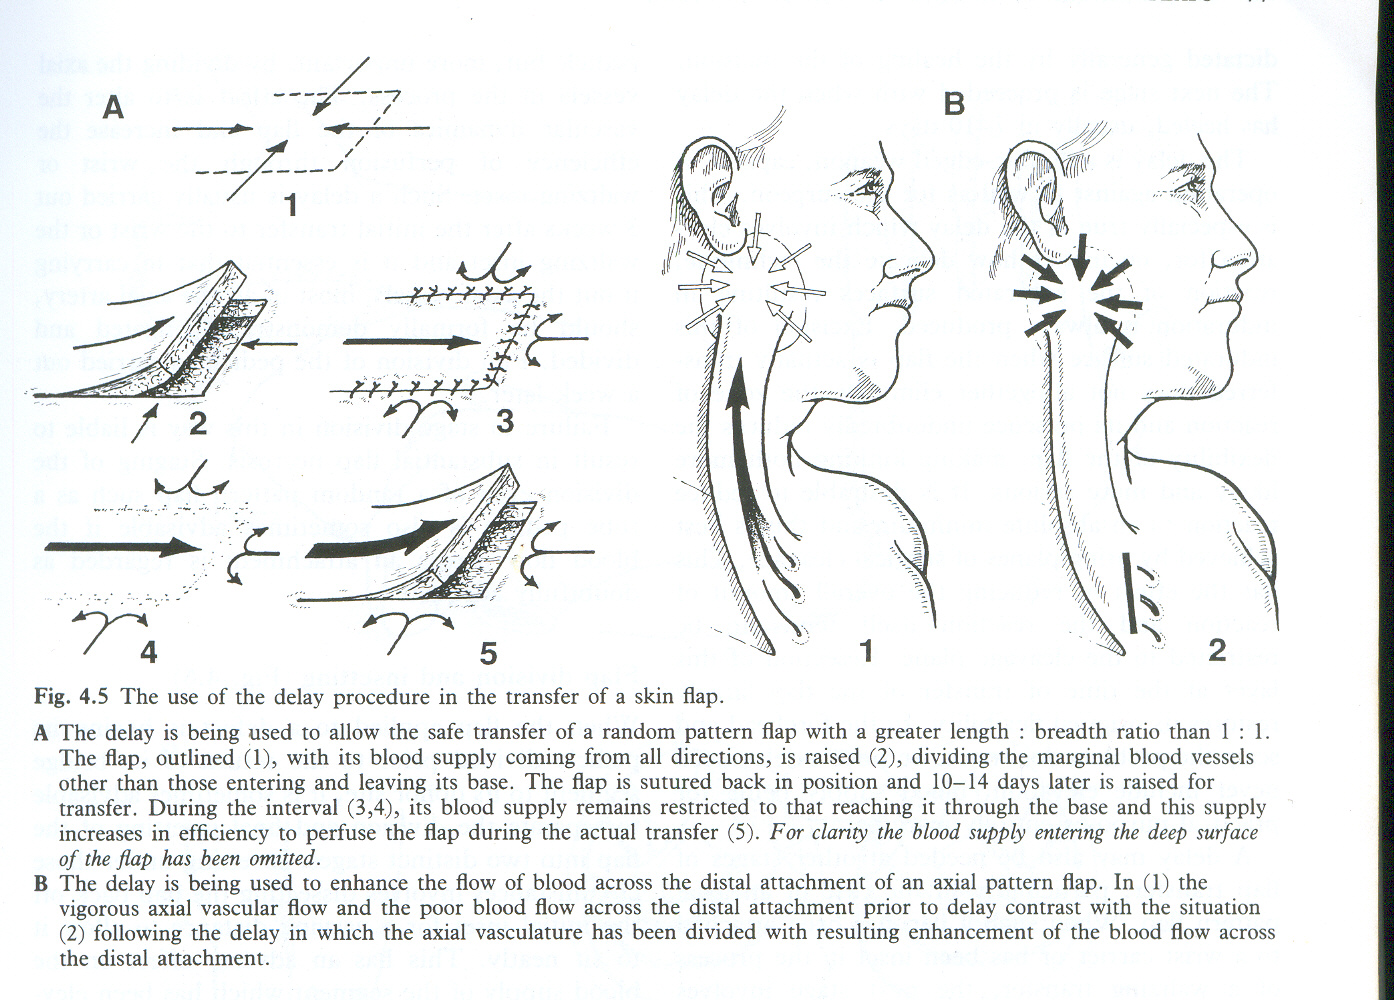 A
B
1
2
3
4
5
1
2
Fig. 4.5 The use of the delay procedure in the transfer of a skin flap.
A The delay is being used to allow the safe transfer of a random pattern flap with a greater length : breadth ratio than 1 : 1.
The flap, outlined (1), with its blood supply coming from all directions, is raised (2), dividing the marginal blood vessels
other than those entering and leaving its base. The flap is sutured back in position and 10–14 days later is raised for
transfer. During the interval (3,4), its blood supply remains restricted to that reaching it through the base and this supply
increases in efficiency to perfuse the flap during the actual transfer (5). For clarity the blood supply entering the deep surface
of the flap has been omitted.
B The delay is being used to enhance the flow of blood across the distal attachment of an axial pattern flap. In (1) the
vigorous axial vascular flow and the poor blood flow across the distal attachment prior to delay contrast with the situation
(2) following the delay in which the axial vasculature has been divided with resulting enhancement of the blood flow across
the distal attachment.